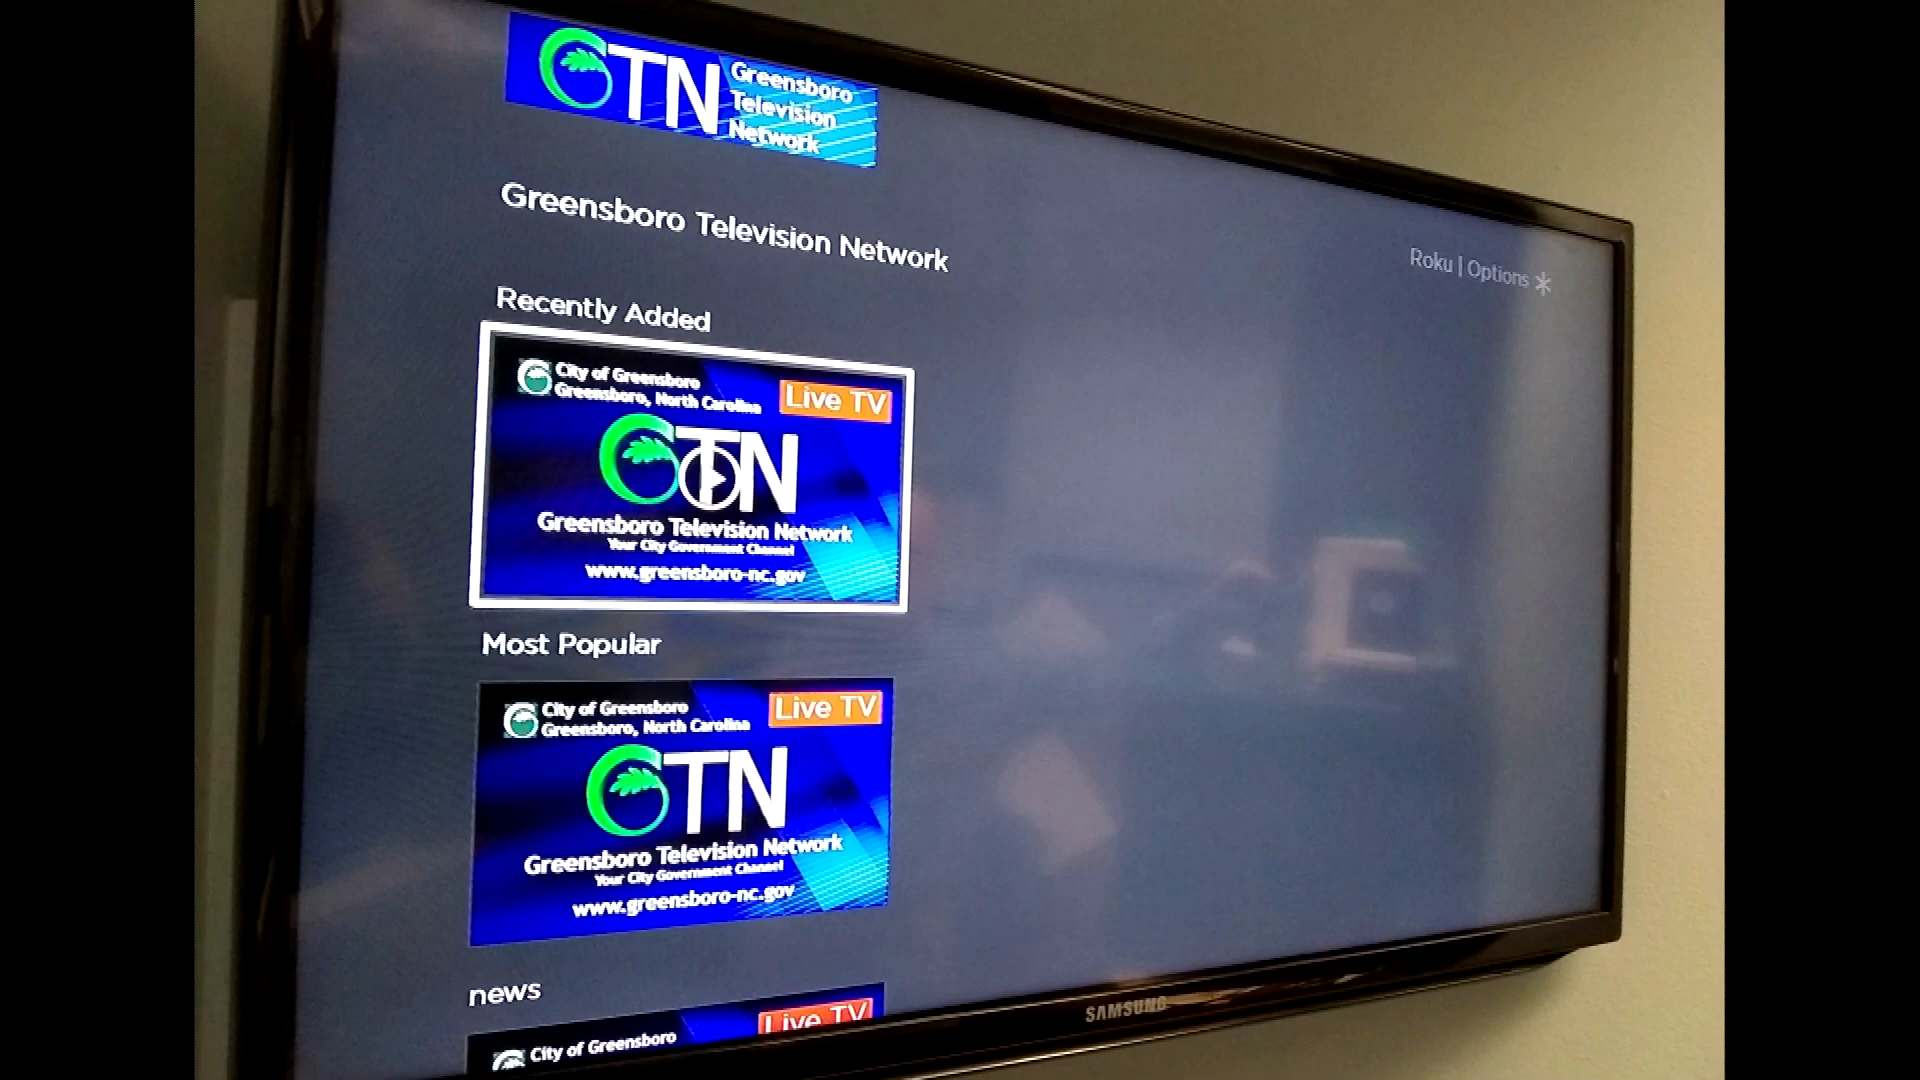 GTN
Greensboro
Television
Network
Greensboro Television Network
Roku | Options
Recently Added
City of Greensboro
Greensboro, North Carolina
Live TV
GTN
Greensboro Television Network
Your City Government Channel
www.greensboro-nc.gov
Most Popular
City of Greensboro
Greensboro, North Carolina
Live TV
GTN
Greensboro Television Network
Your City Government Channel
www.greensboro-nc.gov
news
Live TV
City of Greensboro
SAMSUNG